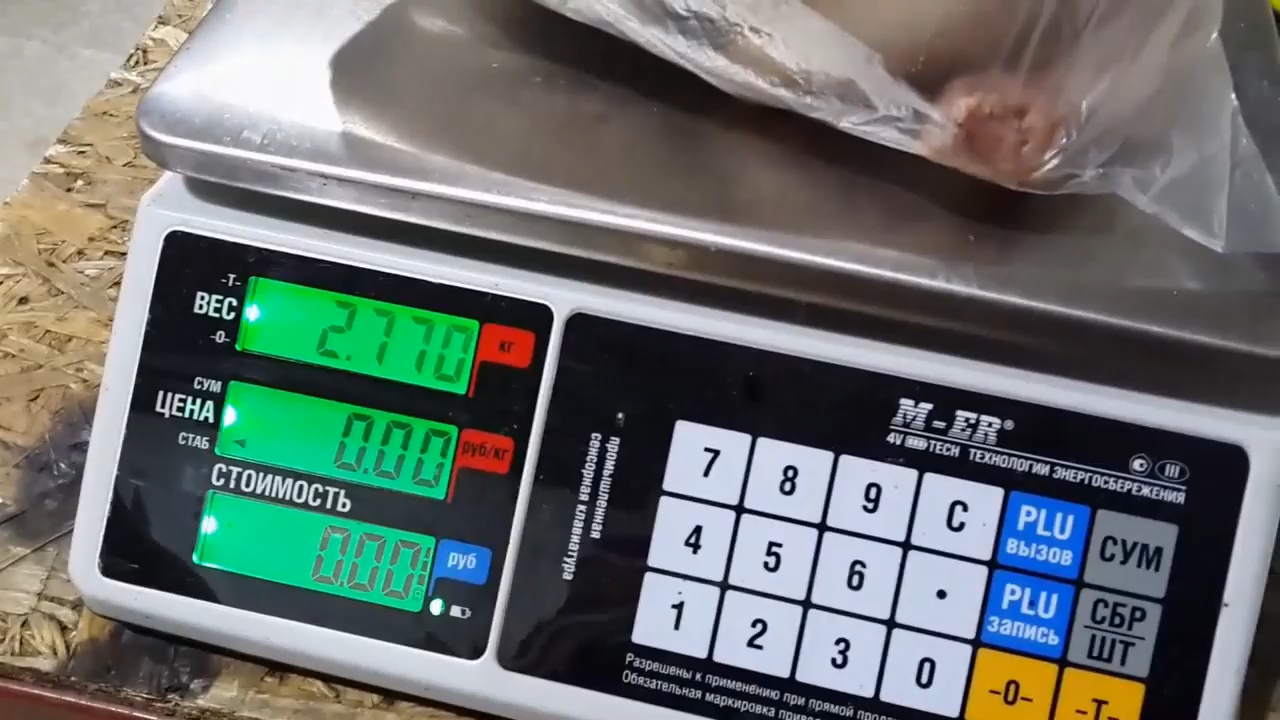 -T-
ВЕС
-0-
2.770
кг
СУМ
ЦЕНА
СТАБ
0.00
руб/кг
СТОИМОСТЬ
0.00
руб
промышленная
сенсорная клавиатура
M-ER®
4V TECH ТЕХНОЛОГИИ ЭНЕРГОСБЕРЕЖЕНИЯ
III
7 8 9 C
PLU
вызов
СУМ
4 5 6 •
PLU
запись
СБР
ШТ
1 2 3 0
-0-
-T-
Разрешены к применению при прямой
Обязательная маркировка